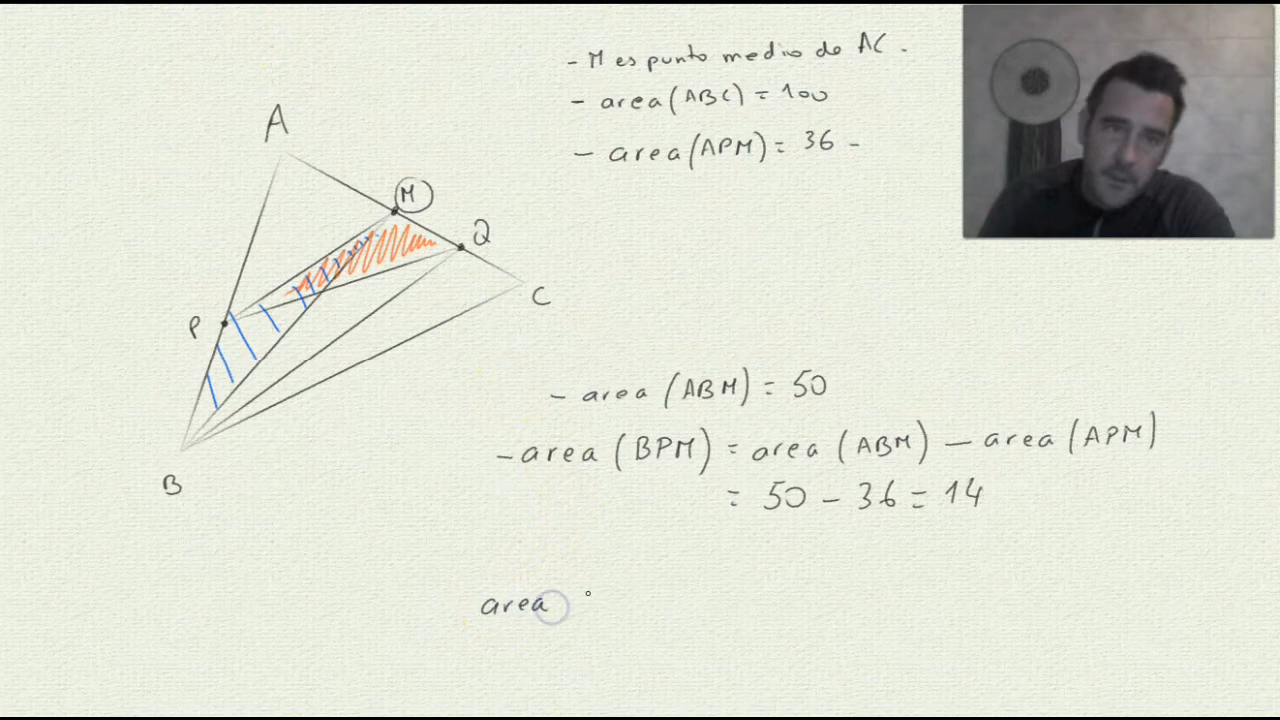 - M es punto medio de AC.
- area(ABC) = 100
- area(APM) = 36 -
A
M
Q
C
P
B
- area (ABM) = 50
- area (BPM) = area (ABM) - area (APM)
= 50 - 36 = 14
area